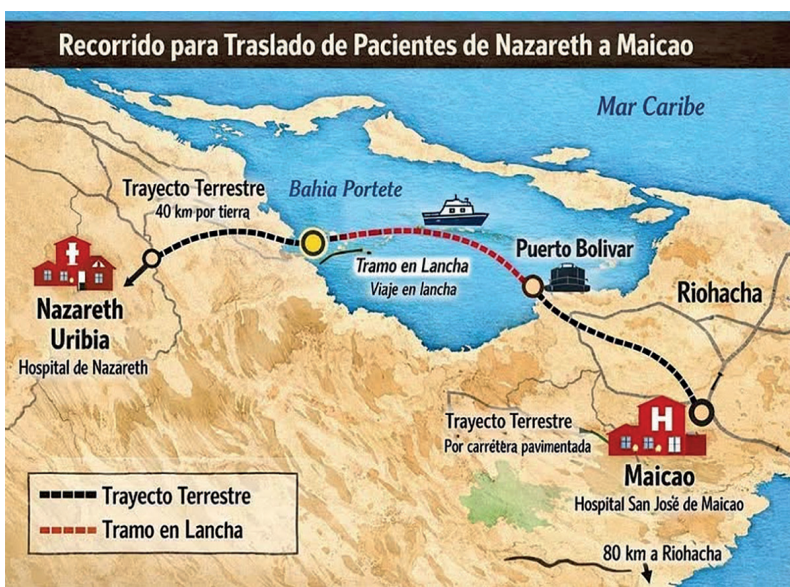 Recorrido para Traslado de Pacientes de Nazareth a Maicao
Mar Caribe
Trayecto Terrestre
40 km por tierra
Bahia Portete
Tramo en Lancha
Viaje en lancha
Puerto Bolivar
Riohacha
Nazareth
Uribia
Hospital de Nazareth
Trayecto Terrestre
Por carretéra pavimentada
H
Maicao
Hospital San José de Maicao
Trayecto Terrestre
Tramo en Lancha
80 km a Riohacha